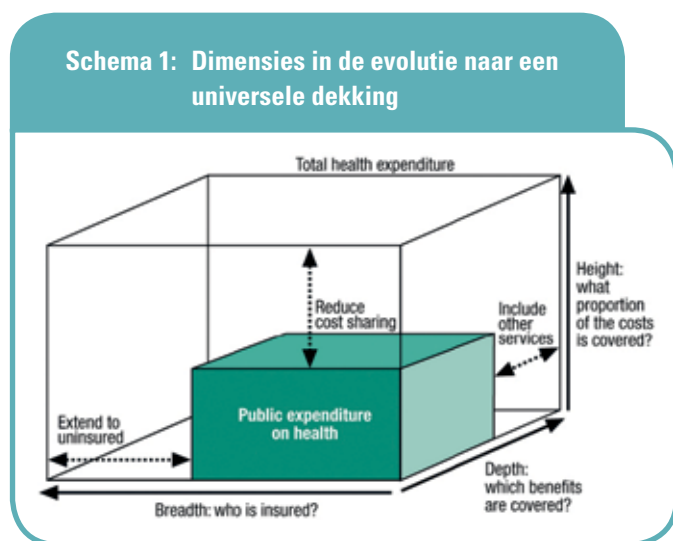 Schema 1: Dimensies in de evolutie naar een
universele dekking
Total health expenditure
Height:
what
proportion
of the costs
is covered?
Reduce
cost sharing
Include
other
services
Public expenditure
on health
Extend to
uninsured
Depth:
which benefits
are covered?
Breadth: who is insured?